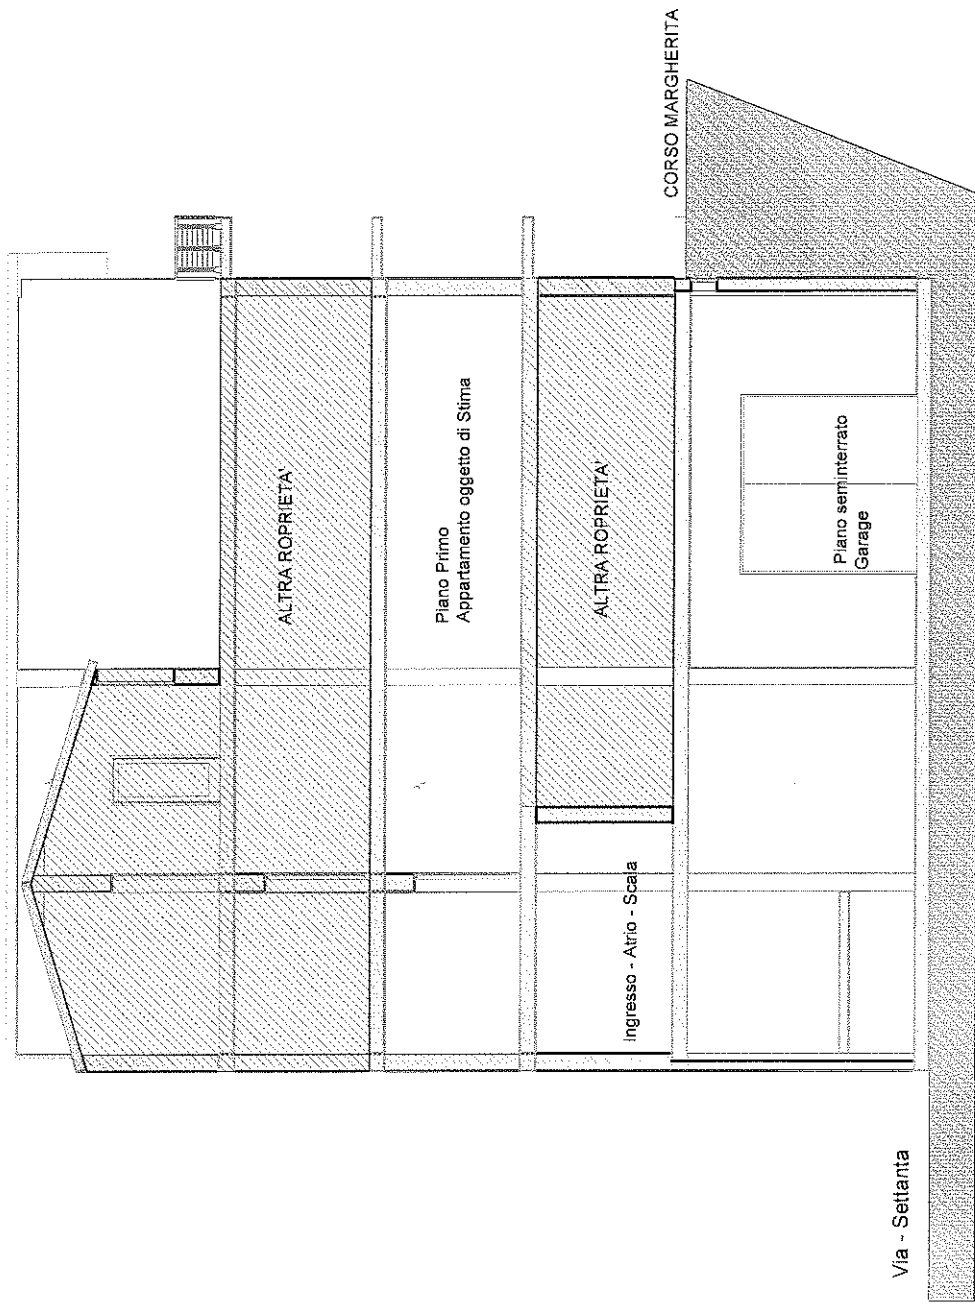 CORSO MARGHERITA
ALTRA ROPRIETA'
Piano Primo
Appartamento oggetto di Stima
ALTRA ROPRIETA'
Piano seminterrato
Garage
Ingresso - Atrio - Scala
Via - Settanta